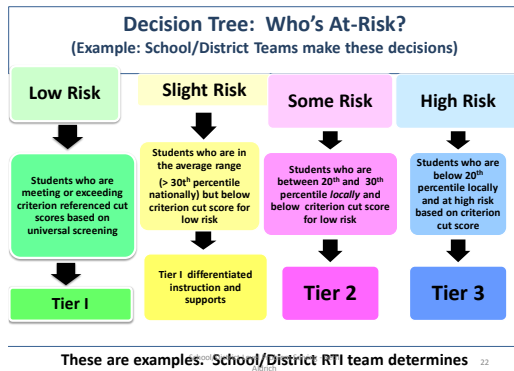 Decision Tree: Who's At-Risk?
(Example: School/District Teams make these decisions)
Low Risk
Slight Risk
Some Risk
High Risk
Students who are
meeting or exceeding
criterion referenced cut
scores based on
universal screening
Students who are in
the average range
(> 30th percentile
nationally) but below
criterion cut score for
low risk
Students who are
between 20th and 30th
percentile locally and
below criterion cut score
for low risk
Students who are
below 20th
percentile locally
and at high risk
based on criterion
cut score
Tier I
Tier I differentiated
instruction and
supports
Tier 2
Tier 3
These are examples. School/District RTI team determines
Aldrich
22